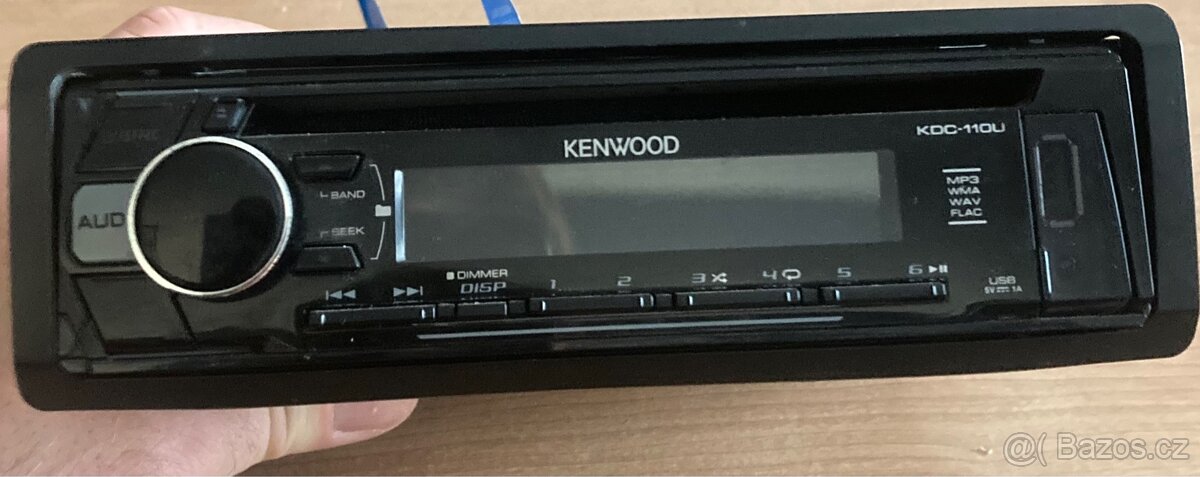 KENWOOD
KDC-110U
MP3
WMA
WAV
FLAC
AUD
BAND
SEEK
DIMMER
DISP
1
2
3
4
5
6
USB
5V 1A
@( Bazos.cz